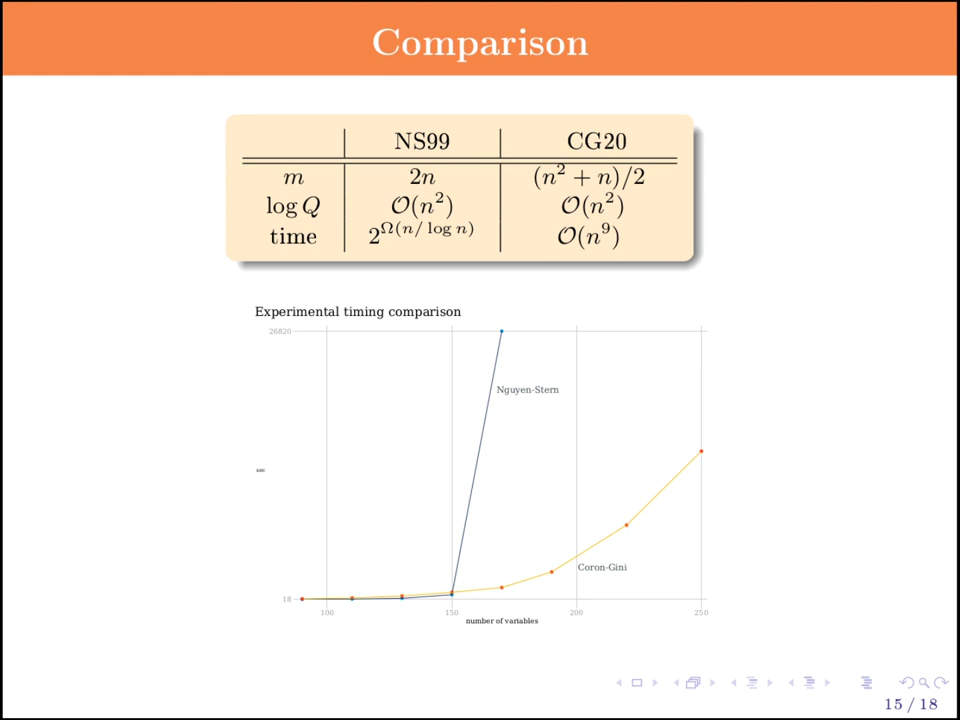 Comparison
NS99 CG20
m 2n (n² + n)/2
log Q O(n²) O(n²)
time 2^Ω(n/ log n) O(n⁹)
Experimental timing comparison
26820
Nguyen-Stern
Coron-Gini
18
100 150 200 250
number of variables
15 / 18